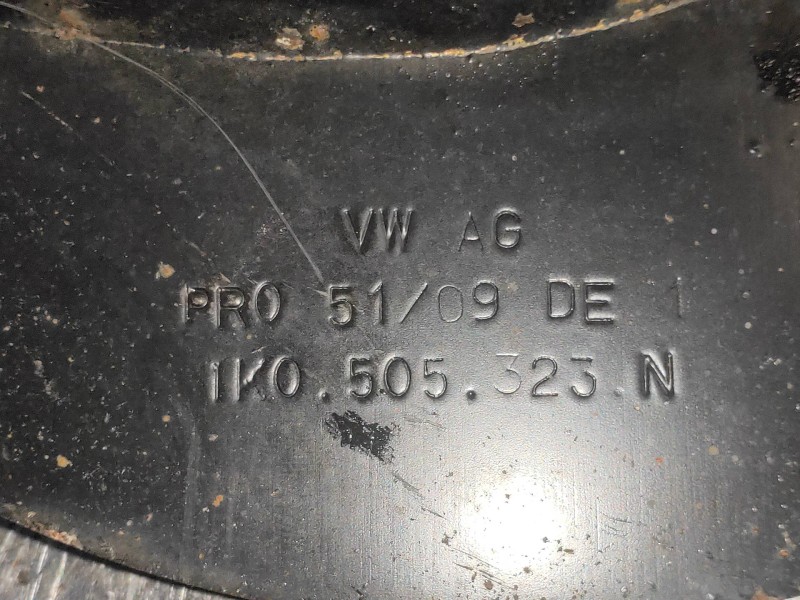 VW AG
PRO 51/09 DE 1
1K0.505.323.N